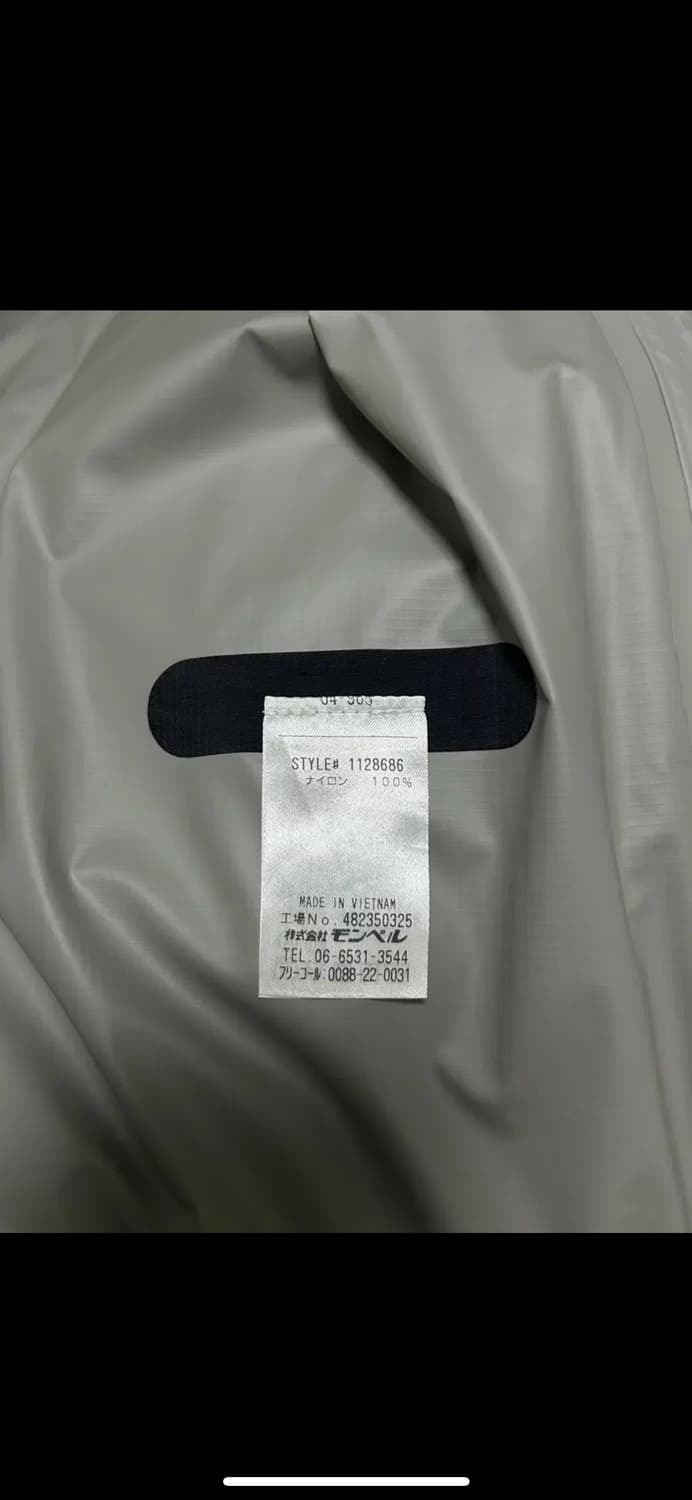 STYLE# 1128686
ナイロン 100%
MADE IN VIETNAM
工場No. 482350325
株式会社 モンベル
TEL.06-6531-3544
フリーコール:0088-22-0031